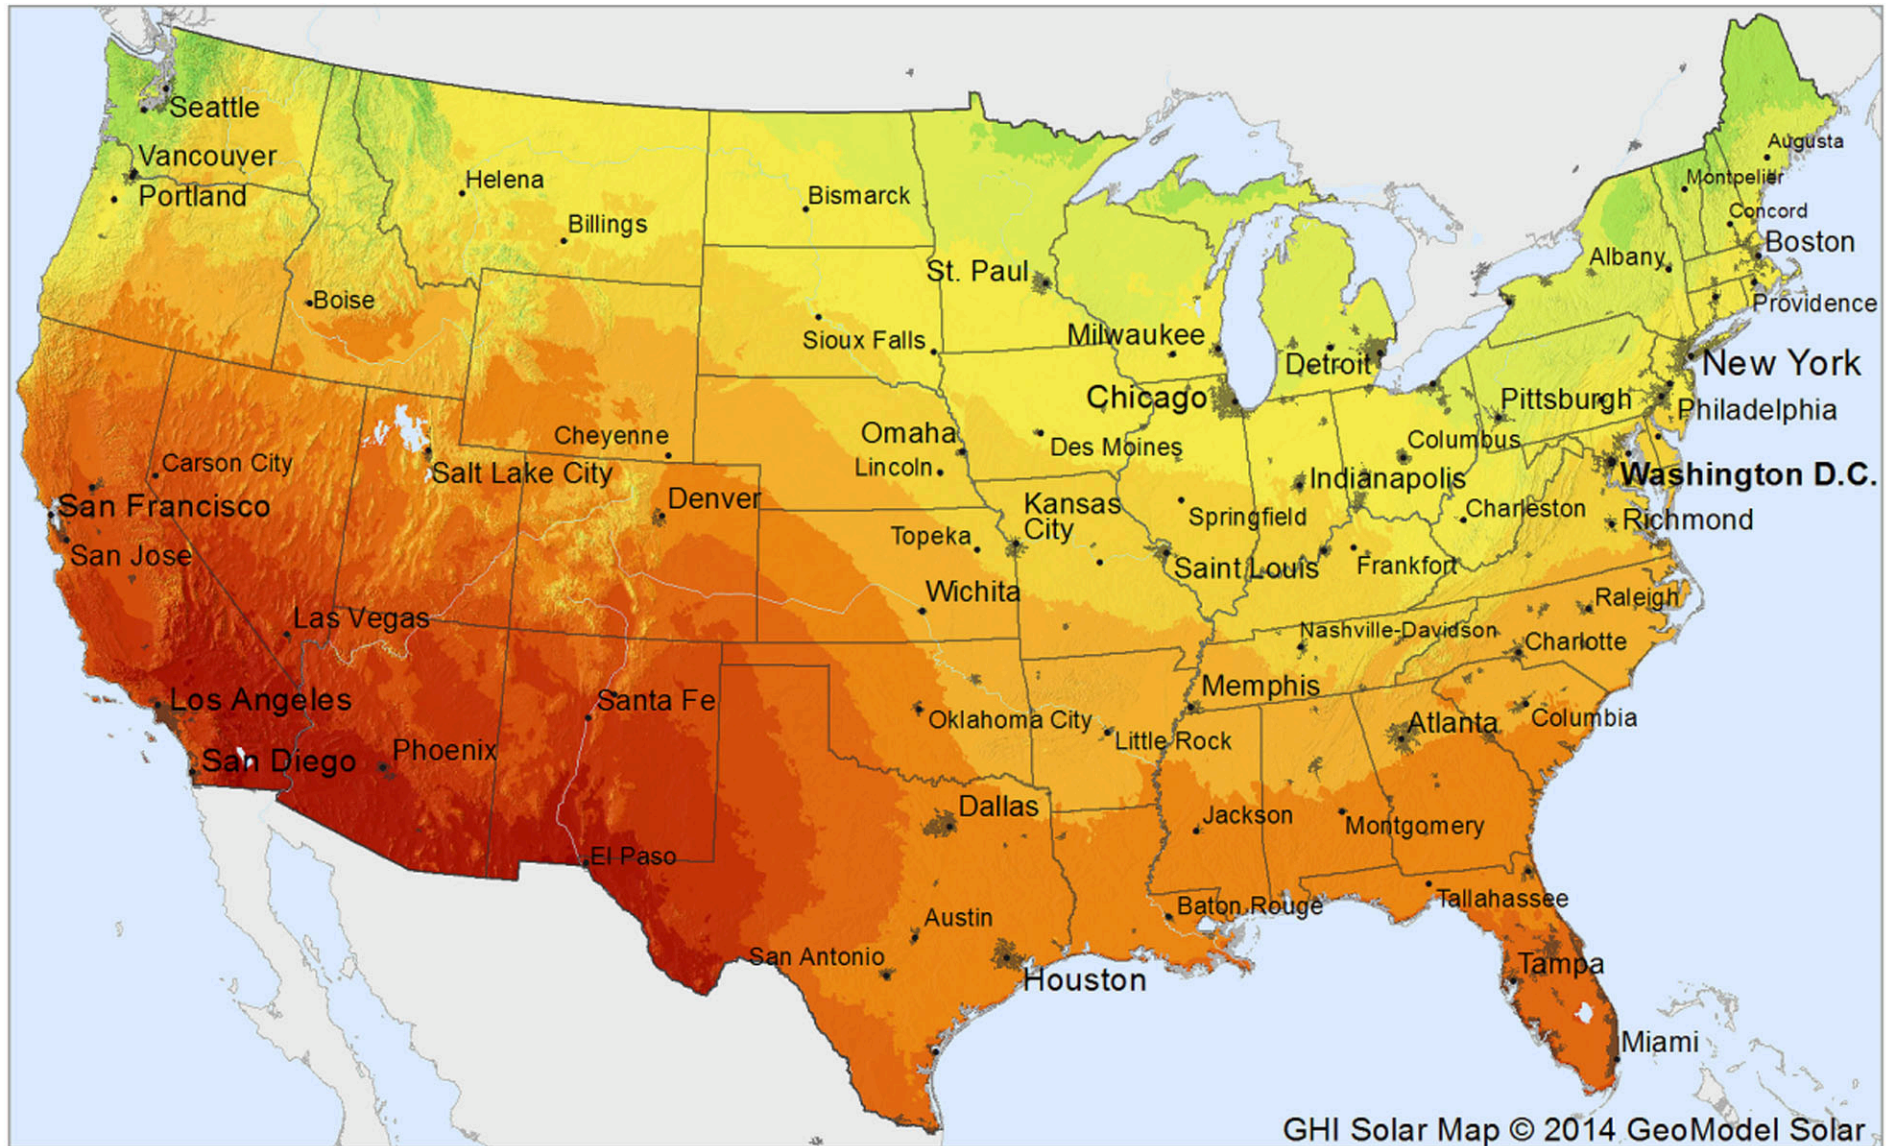 Seattle
Vancouver
Portland
Helena
Billings
Bismarck
Augusta
Montpelier
Concord
Boston
Albany
Providence
St. Paul
Boise
Sioux Falls
Milwaukee
Detroit
New York
Chicago
Pittsburgh
Philadelphia
Cheyenne
Omaha
Des Moines
Columbus
Carson City
Salt Lake City
Lincoln
Indianapolis
Washington D.C.
San Francisco
Denver
Kansas
City
Springfield
Charleston
Richmond
San Jose
Topeka
Saint Louis
Frankfort
Wichita
Raleigh
Las Vegas
Nashville-Davidson
Charlotte
Los Angeles
Santa Fe
Memphis
Oklahoma City
Little Rock
Atlanta
Columbia
San Diego
Phoenix
Dallas
Jackson
Montgomery
El Paso
Tallahassee
Baton Rouge
Austin
San Antonio
Houston
Tampa
Miami
GHI Solar Map © 2014 GeoModel Solar